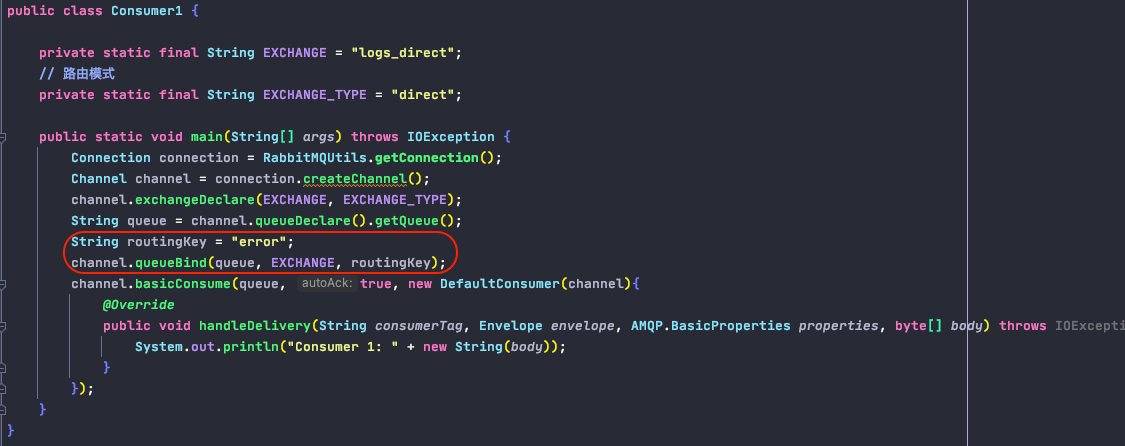 public class Consumer1 {
private static final String EXCHANGE = "logs_direct";
// 路由模式
private static final String EXCHANGE_TYPE = "direct";
public static void main(String[] args) throws IOException {
Connection connection = RabbitMQUtils.getConnection();
Channel channel = connection.createChannel();
channel.exchangeDeclare(EXCHANGE, EXCHANGE_TYPE);
String queue = channel.queueDeclare().getQueue();
String routingKey = "error";
channel.queueBind(queue, EXCHANGE, routingKey);
channel.basicConsume(queue, autoAck: true, new DefaultConsumer(channel){
@Override
public void handleDelivery(String consumerTag, Envelope envelope, AMQP.BasicProperties properties, byte[] body) throws IOExcepti
System.out.println("Consumer 1: " + new String(body));
}
});
}
}